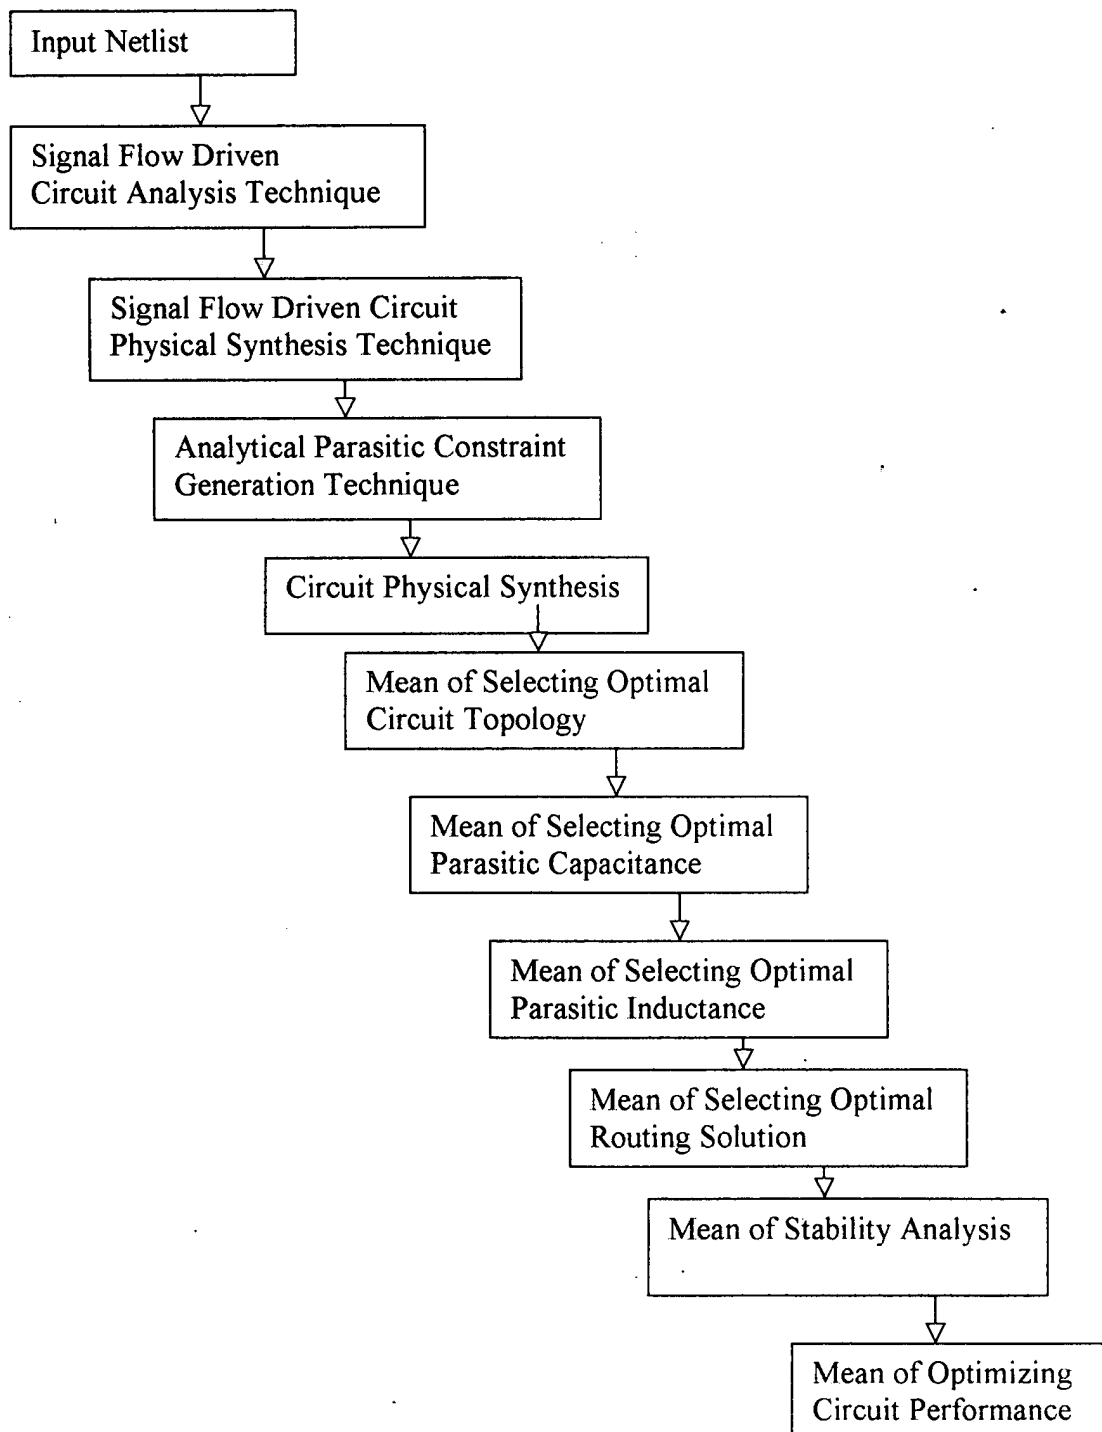 Input Netlist
Signal Flow Driven
Circuit Analysis Technique
Signal Flow Driven Circuit
Physical Synthesis Technique
Analytical Parasitic Constraint
Generation Technique
Circuit Physical Synthesis
Mean of Selecting Optimal
Circuit Topology
Mean of Selecting Optimal
Parasitic Capacitance
Mean of Selecting Optimal
Parasitic Inductance
Mean of Selecting Optimal
Routing Solution
Mean of Stability Analysis
Mean of Optimizing
Circuit Performance